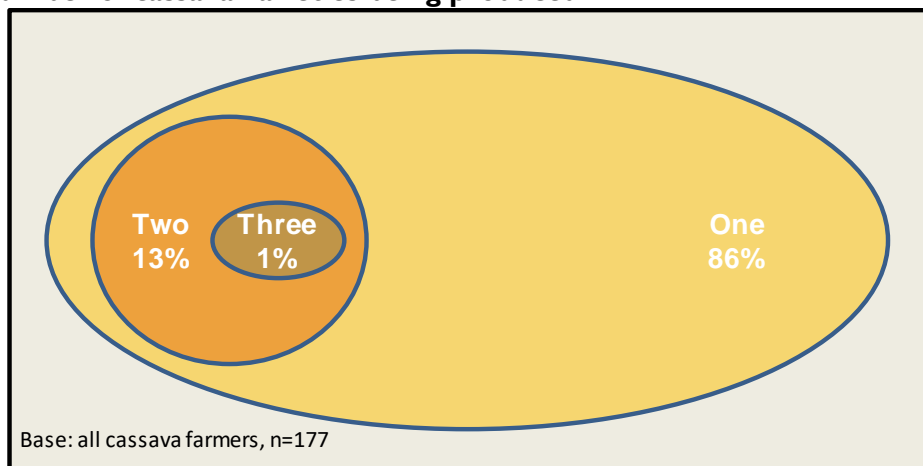 Two
13%
Three
1%
One
86%
Base: all cassava farmers, n=177